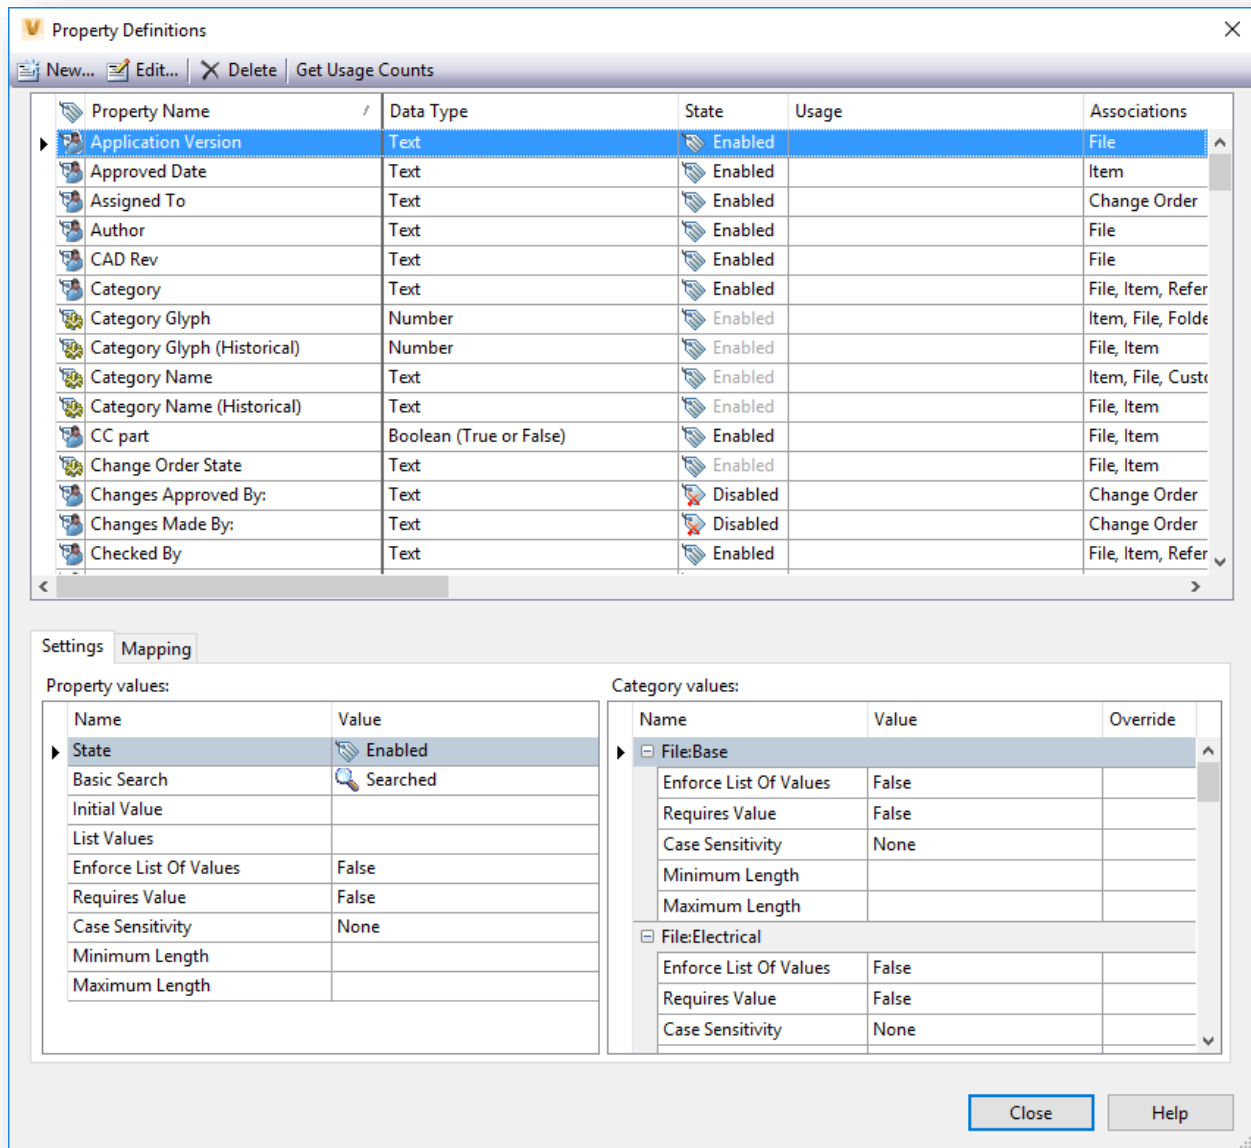 Property Definitions
New... Edit... Delete Get Usage Counts
Property Name Data Type State Usage Associations
Application Version Text Enabled File
Approved Date Text Enabled Item
Assigned To Text Enabled Change Order
Author Text Enabled File
CAD Rev Text Enabled File
Category Text Enabled File, Item, Refer
Category Glyph Number Enabled Item, File, Folde
Category Glyph (Historical) Number Enabled File, Item
Category Name Text Enabled Item, File, Custo
Category Name (Historical) Text Enabled File, Item
CC part Boolean (True or False) Enabled File, Item
Change Order State Text Enabled File, Item
Changes Approved By: Text Disabled Change Order
Changes Made By: Text Disabled Change Order
Checked By Text Enabled File, Item, Refer
Settings Mapping
Property values:
Name Value
State Enabled
Basic Search Searched
Initial Value
List Values
Enforce List Of Values False
Requires Value False
Case Sensitivity None
Minimum Length
Maximum Length
Category values:
Name Value Override
File:Base
Enforce List Of Values False
Requires Value False
Case Sensitivity None
Minimum Length
Maximum Length
File:Electrical
Enforce List Of Values False
Requires Value False
Case Sensitivity None
Close Help